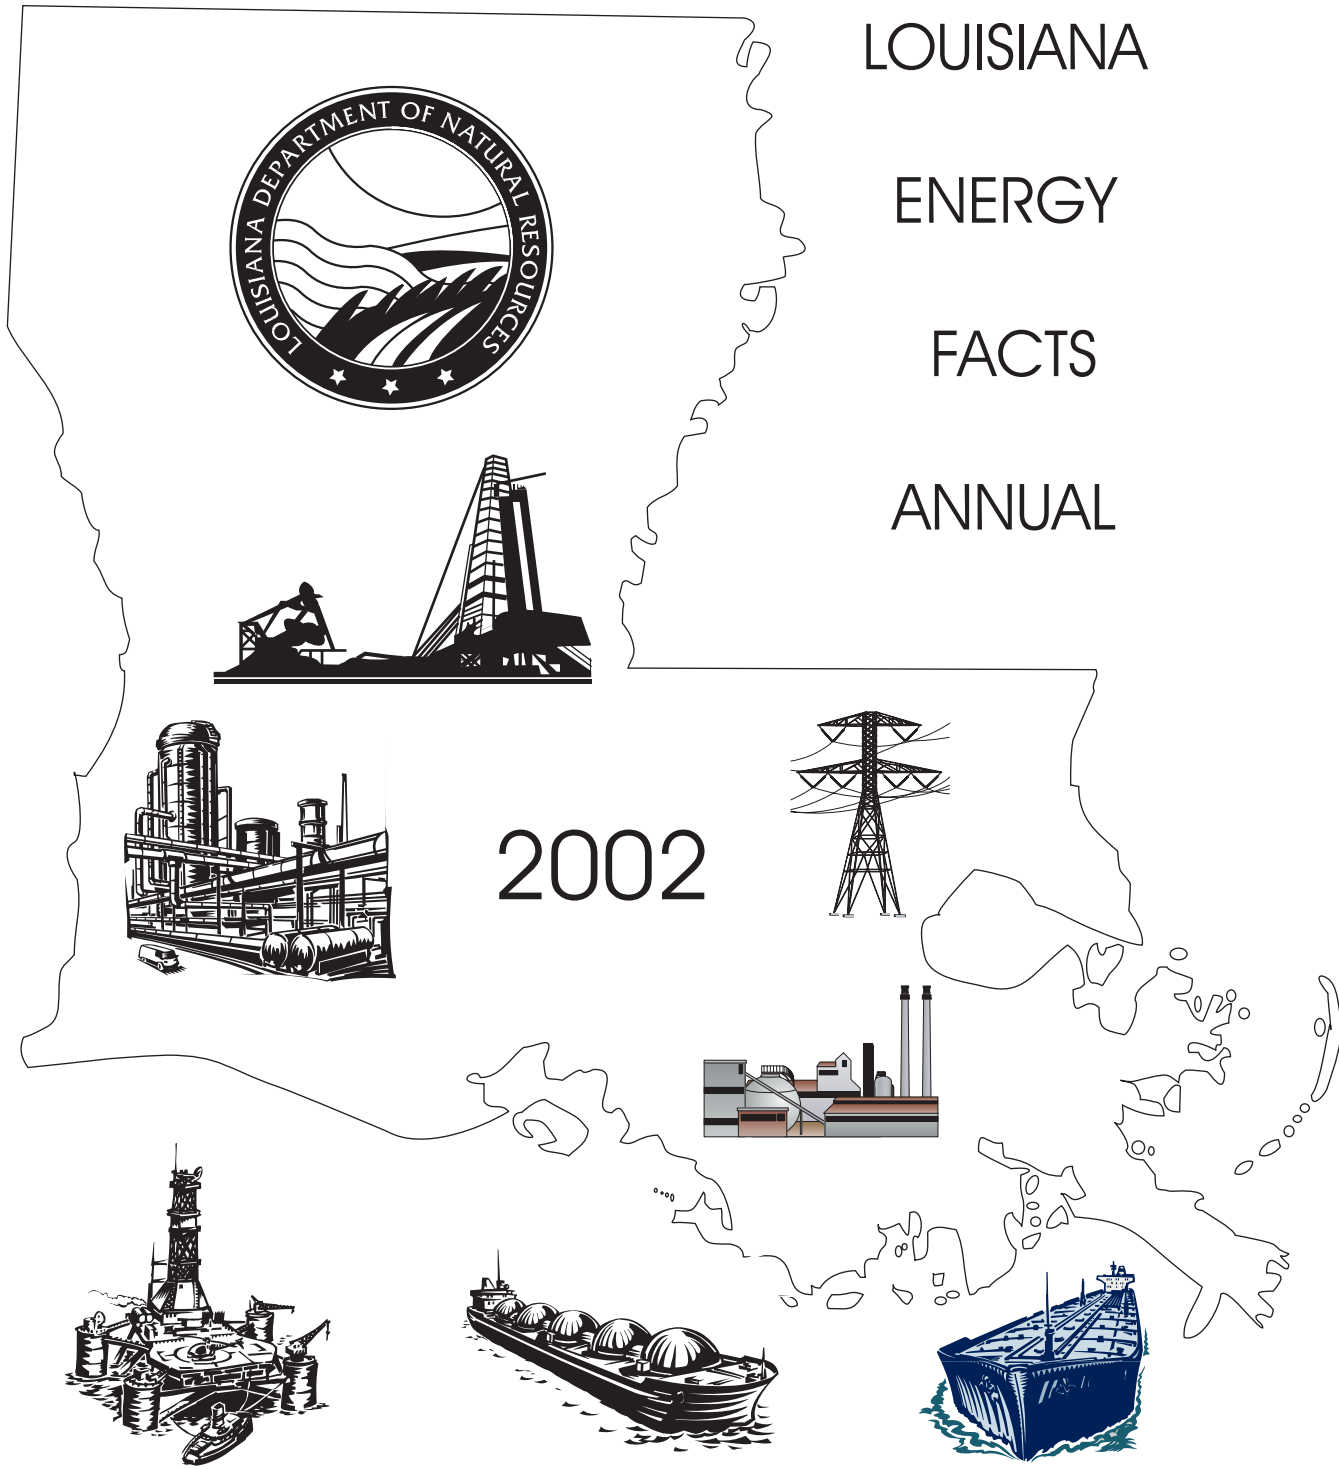 LOUISIANA
ENERGY
FACTS
ANNUAL
LOUISIANA DEPARTMENT OF NATURAL RESOURCES
2002